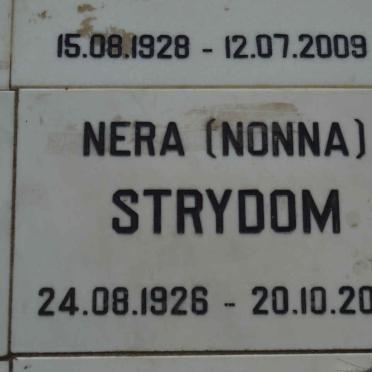 15.08.1928 - 12.07.2009
NERA (NONNA)
STRYDOM
24.08.1926 - 20.10.20